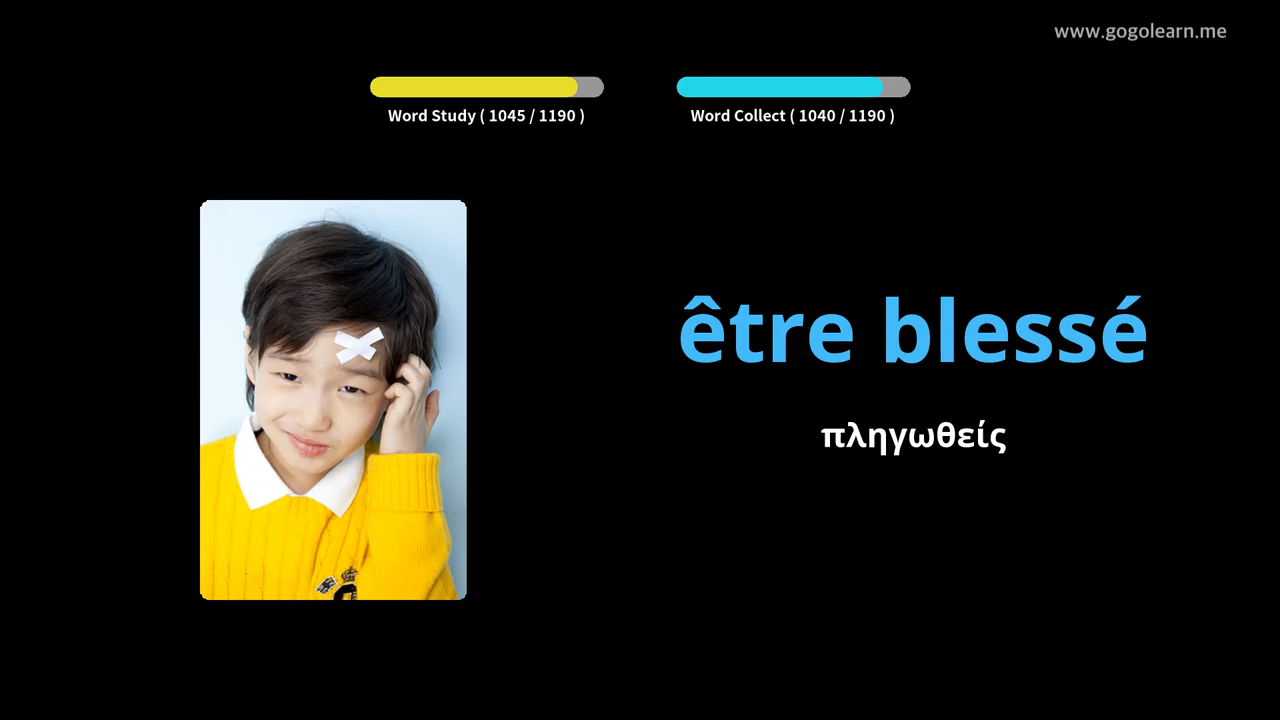 www.gogolearn.me
Word Study ( 1045 / 1190 )
Word Collect ( 1040 / 1190 )
être blessé
πληγωθείς